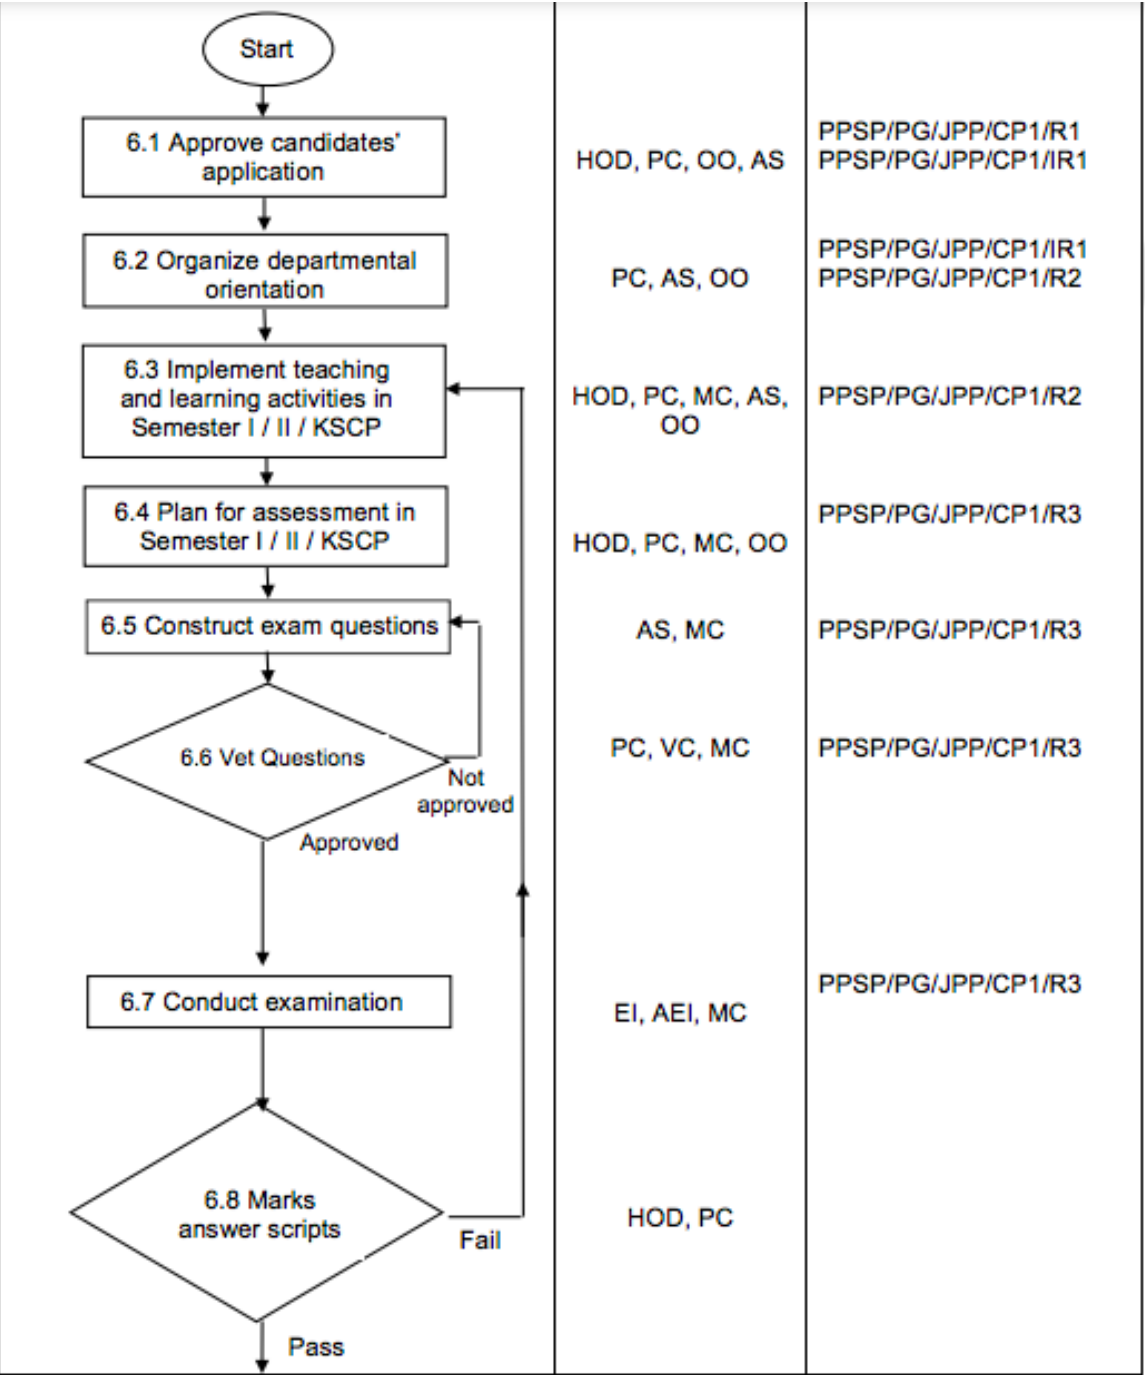 Start
6.1 Approve candidates'
application
HOD, PC, OO, AS
PPSP/PG/JPP/CP1/R1
PPSP/PG/JPP/CP1/IR1
6.2 Organize departmental
orientation
PC, AS, OO
PPSP/PG/JPP/CP1/IR1
PPSP/PG/JPP/CP1/R2
6.3 Implement teaching
and learning activities in
Semester I / II / KSCP
HOD, PC, MC, AS,
OO
PPSP/PG/JPP/CP1/R2
6.4 Plan for assessment in
Semester I / II / KSCP
HOD, PC, MC, OO
PPSP/PG/JPP/CP1/R3
6.5 Construct exam questions
AS, MC
PPSP/PG/JPP/CP1/R3
6.6 Vet Questions
Not
approved
Approved
PC, VC, MC
PPSP/PG/JPP/CP1/R3
6.7 Conduct examination
EI, AEI, MC
PPSP/PG/JPP/CP1/R3
6.8 Marks
answer scripts
Fail
HOD, PC
Pass